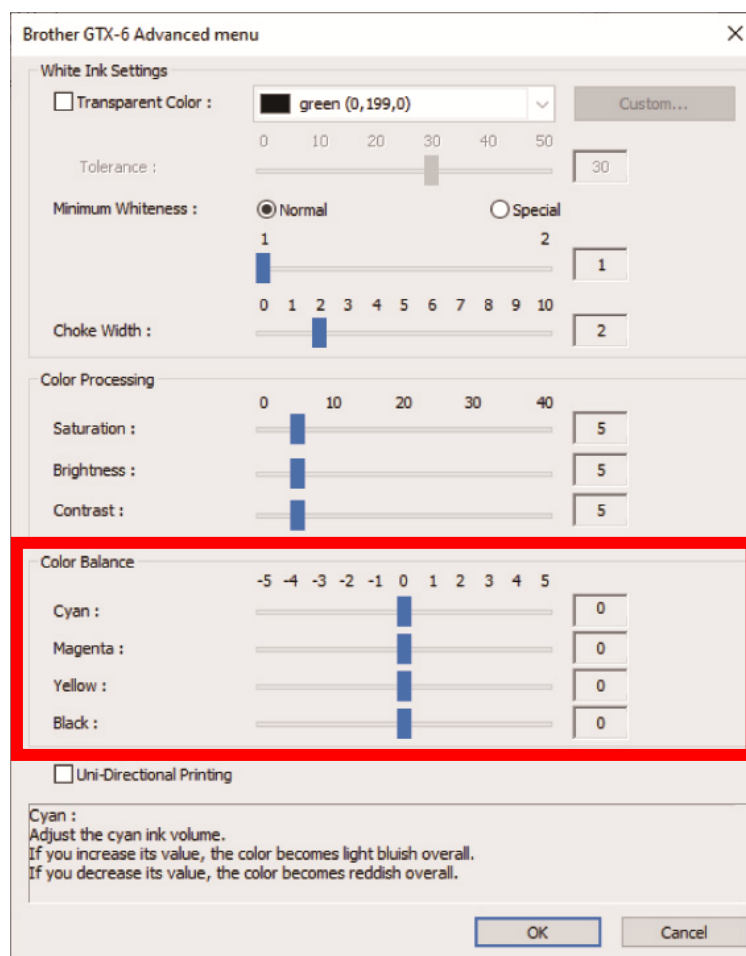 Brother GTX-6 Advanced menu
White Ink Settings
Transparent Color :
green (0,199,0)
Custom...
0 10 20 30 40 50
Tolerance :
30
Minimum Whiteness :
Normal
Special
1 2
1
0 1 2 3 4 5 6 7 8 9 10
Choke Width :
2
Color Processing
0 10 20 30 40
Saturation :
5
Brightness :
5
Contrast :
5
Color Balance
-5 -4 -3 -2 -1 0 1 2 3 4 5
Cyan :
0
Magenta :
0
Yellow :
0
Black :
0
Uni-Directional Printing
Cyan :
Adjust the cyan ink volume.
If you increase its value, the color becomes light bluish overall.
If you decrease its value, the color becomes reddish overall.
OK
Cancel